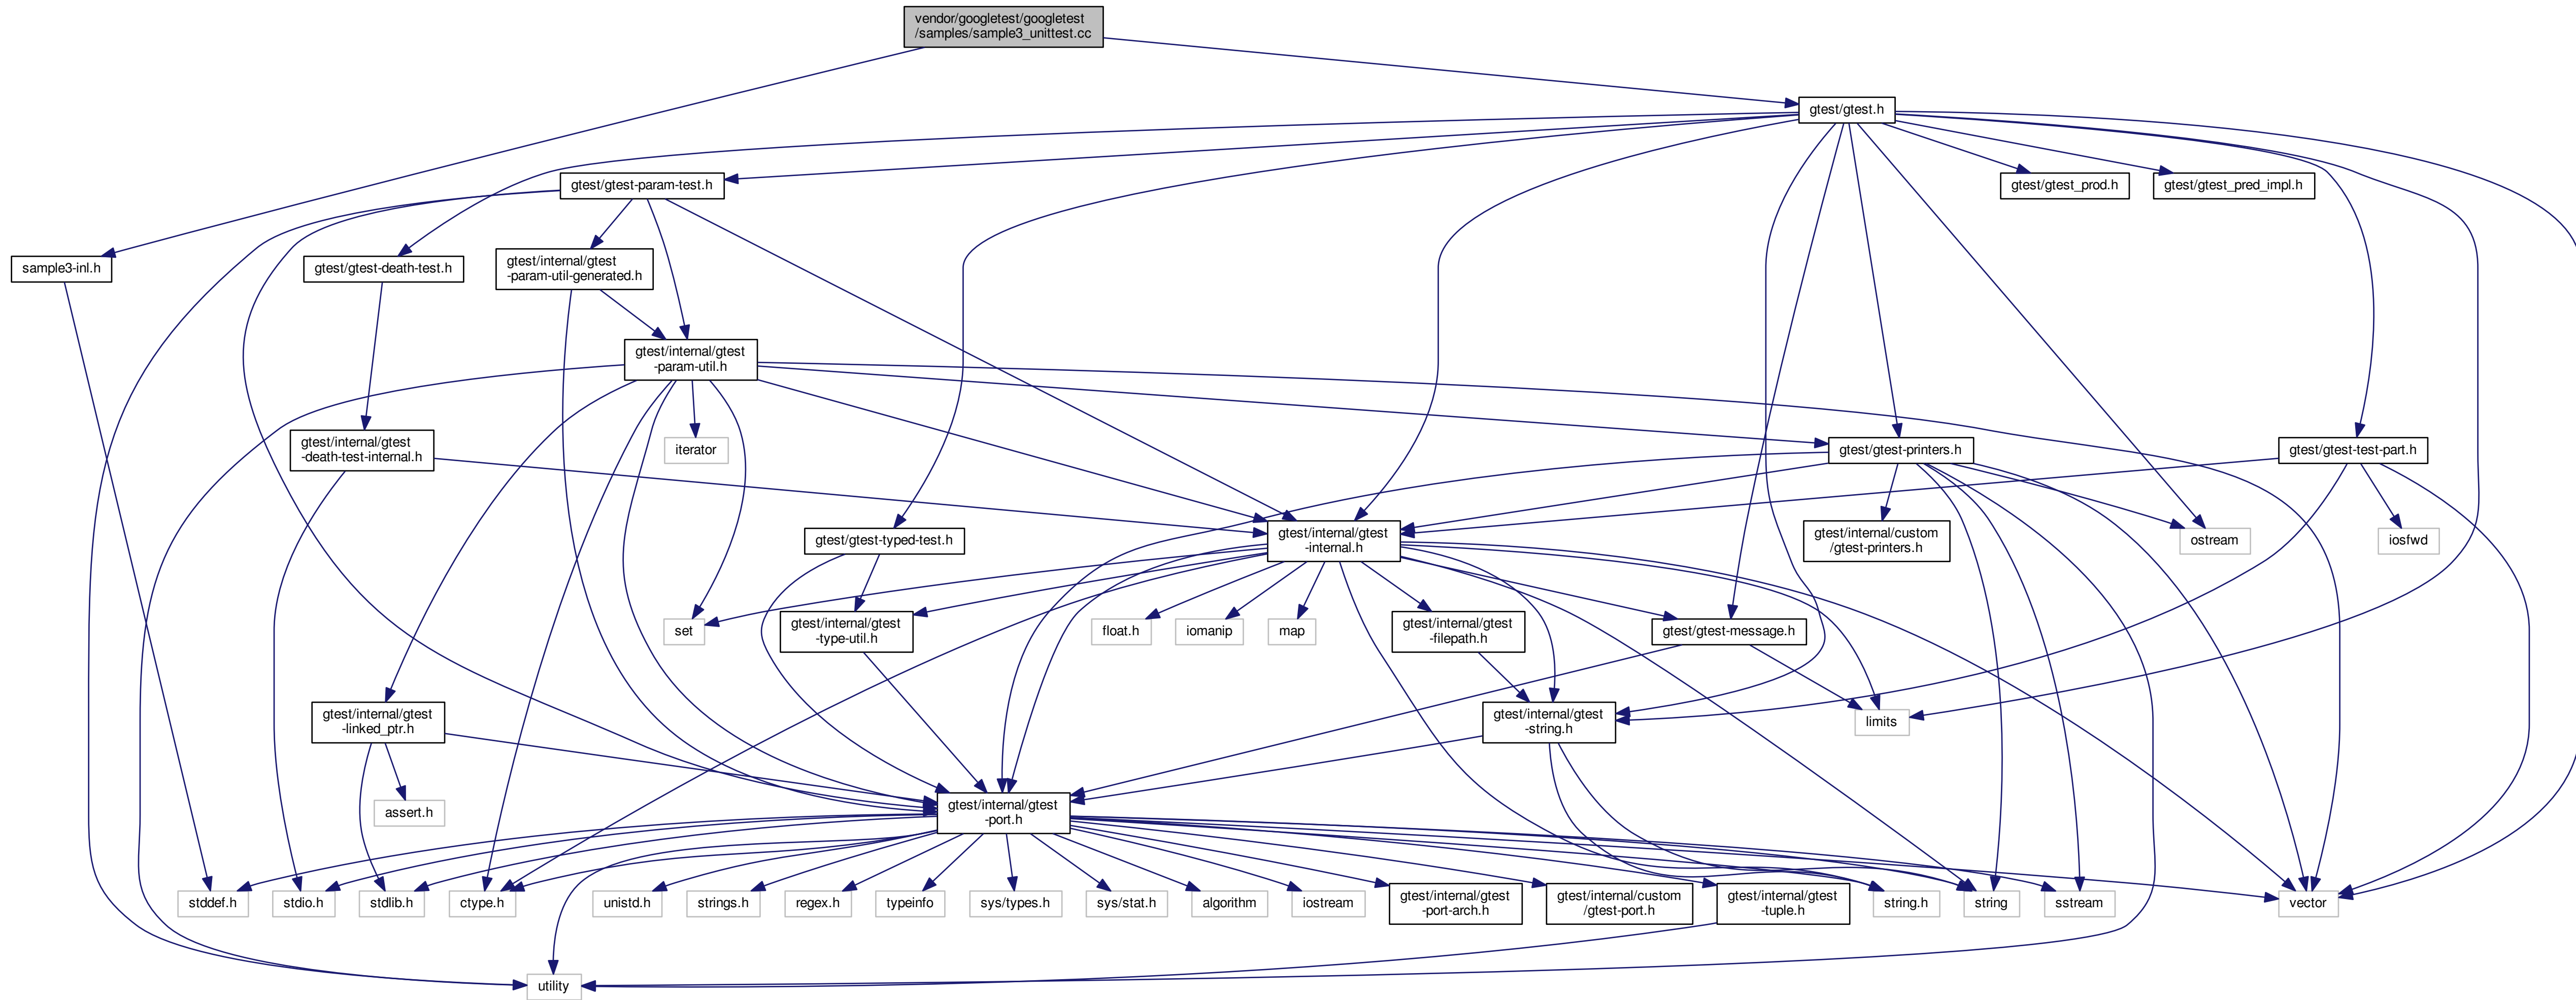 vendor/googletest/googletest
/samples/sample3_unittest.cc
gtest/gtest.h
gtest/gtest-param-test.h
gtest/gtest_prod.h
gtest/gtest_pred_impl.h
sample3-inl.h
gtest/gtest-death-test.h
gtest/internal/gtest
-param-util-generated.h
gtest/internal/gtest
-param-util.h
gtest/internal/gtest
-death-test-internal.h
iterator
gtest/gtest-printers.h
gtest/gtest-test-part.h
gtest/gtest-typed-test.h
gtest/internal/gtest
-internal.h
gtest/internal/custom
/gtest-printers.h
ostream
iosfwd
set
gtest/internal/gtest
-type-util.h
float.h
iomanip
map
gtest/internal/gtest
-filepath.h
gtest/gtest-message.h
gtest/internal/gtest
-linked_ptr.h
gtest/internal/gtest
-string.h
limits
assert.h
gtest/internal/gtest
-port.h
stddef.h
stdio.h
stdlib.h
ctype.h
unistd.h
strings.h
regex.h
typeinfo
sys/types.h
sys/stat.h
algorithm
iostream
gtest/internal/gtest
-port-arch.h
gtest/internal/custom
/gtest-port.h
gtest/internal/gtest
-tuple.h
string.h
string
sstream
vector
utility